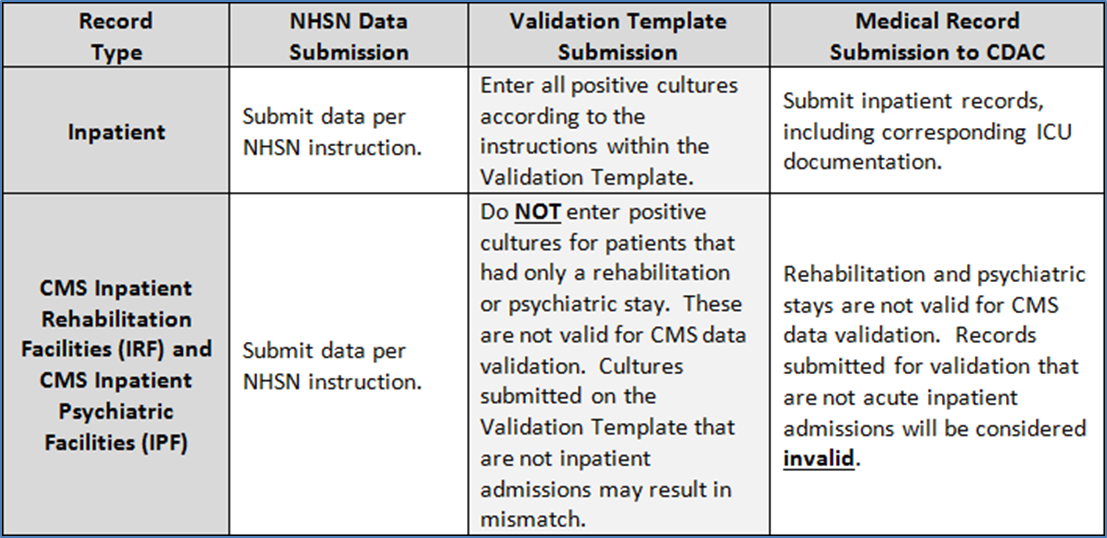 Record
Type
NHSN Data
Submission
Validation Template
Submission
Medical Record
Submission to CDAC
Inpatient
Submit data per
NHSN instruction.
Enter all positive cultures
according to the
instructions within the
Validation Template.
Submit inpatient records,
including corresponding ICU
documentation.
CMS Inpatient
Rehabilitation
Facilities (IRF) and
CMS Inpatient
Psychiatric
Facilities (IPF)
Submit data per
NHSN instruction.
Do NOT enter positive
cultures for patients that
had only a rehabilitation
or psychiatric stay.  These
are not valid for CMS data
validation.  Cultures
submitted on the
Validation Template that
are not inpatient
admissions may result in
mismatch.
Rehabilitation and psychiatric
stays are not valid for CMS
data validation.  Records
submitted for validation that
are not acute inpatient
admissions will be considered
invalid.